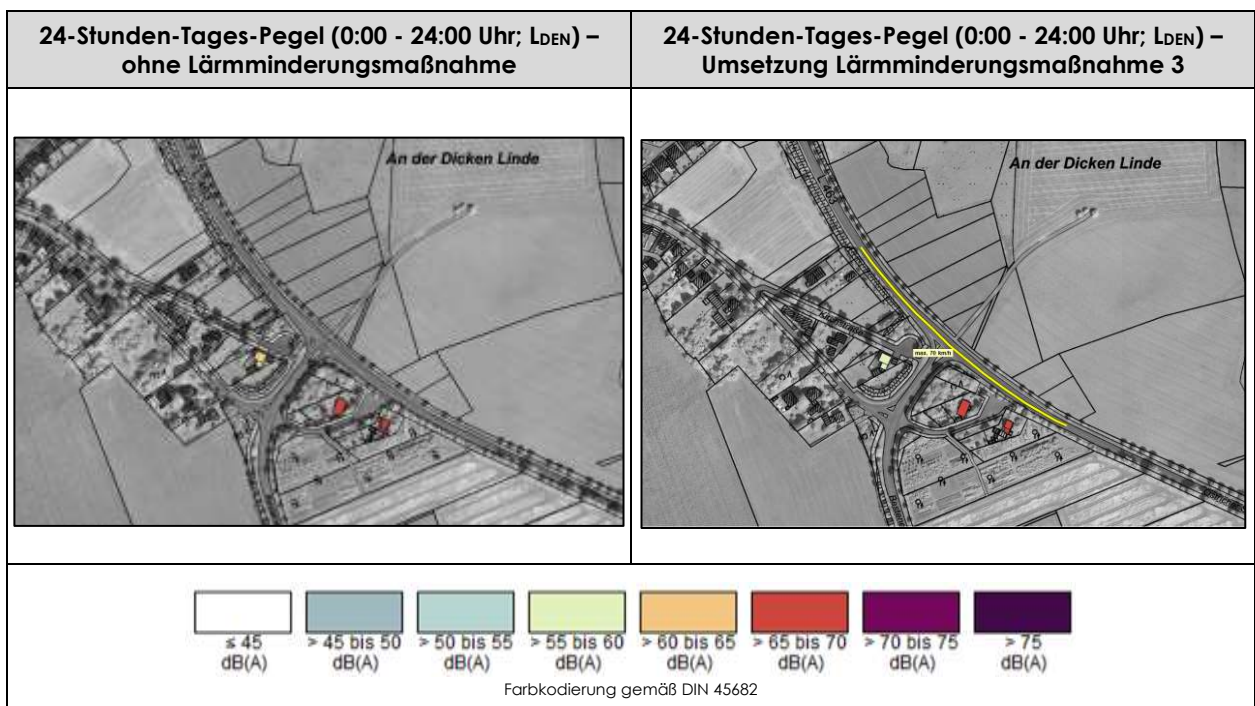 24-Stunden-Tages-Pegel (0:00 - 24:00 Uhr; LDEN) –
ohne Lärmminderungsmaßnahme
24-Stunden-Tages-Pegel (0:00 - 24:00 Uhr; LDEN) –
Umsetzung Lärmminderungsmaßnahme 3
An der Dicken Linde
An der Dicken Linde
max. 70 km/h
≤ 45
dB(A)
> 45 bis 50
dB(A)
> 50 bis 55
dB(A)
> 55 bis 60
dB(A)
> 60 bis 65
dB(A)
> 65 bis 70
dB(A)
> 70 bis 75
dB(A)
> 75
dB(A)
Farbkodierung gemäß DIN 45682